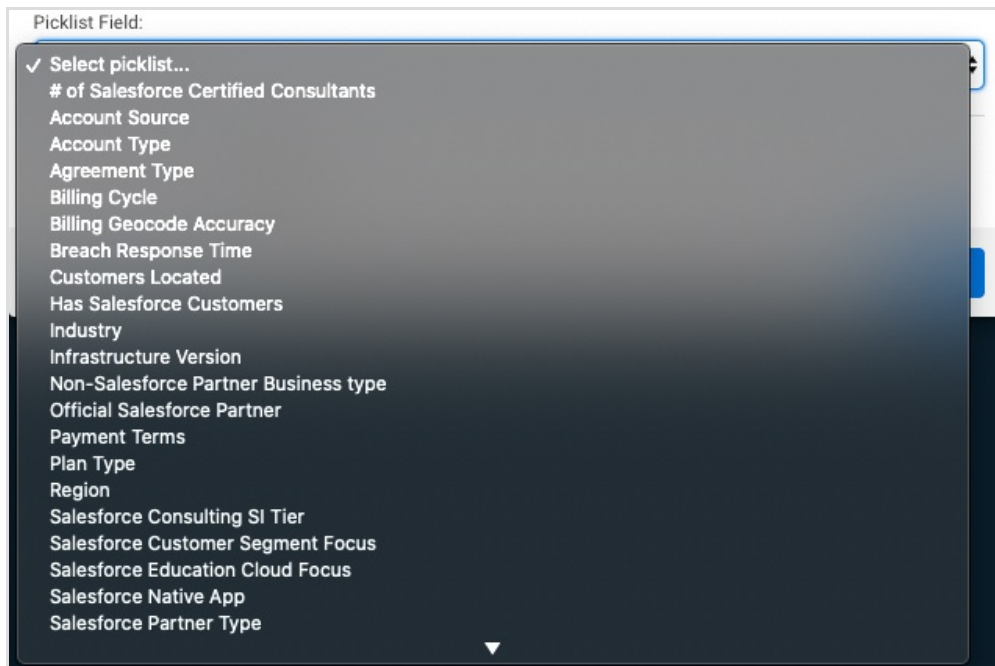 Picklist Field:
✓ Select picklist...
# of Salesforce Certified Consultants
Account Source
Account Type
Agreement Type
Billing Cycle
Billing Geocode Accuracy
Breach Response Time
Customers Located
Has Salesforce Customers
Industry
Infrastructure Version
Non-Salesforce Partner Business type
Official Salesforce Partner
Payment Terms
Plan Type
Region
Salesforce Consulting SI Tier
Salesforce Customer Segment Focus
Salesforce Education Cloud Focus
Salesforce Native App
Salesforce Partner Type